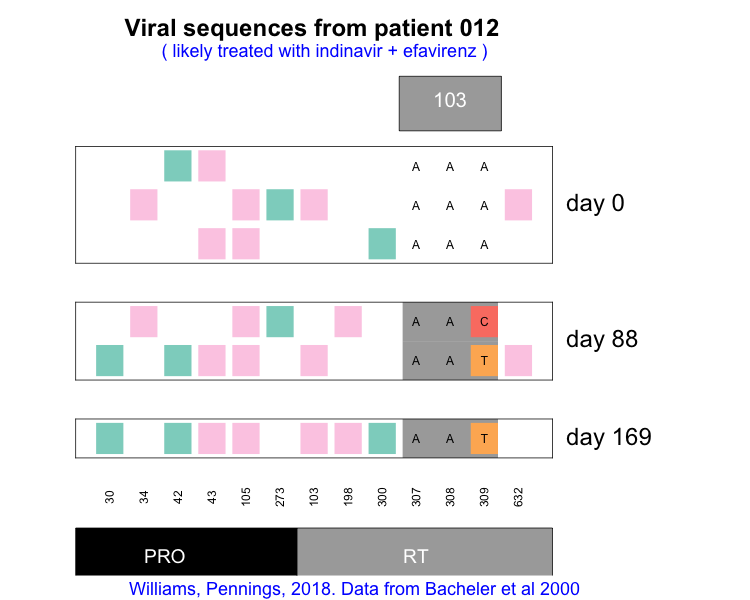 Viral sequences from patient 012
( likely treated with indinavir + efavirenz )
103
A A A
A A A
day 0
A A A
A A C
day 88
A A T
A A T
day 169
30 34 42 43 105 273 103 198 300 307 308 309 632
PRO RT
Williams, Pennings, 2018. Data from Bacheler et al 2000